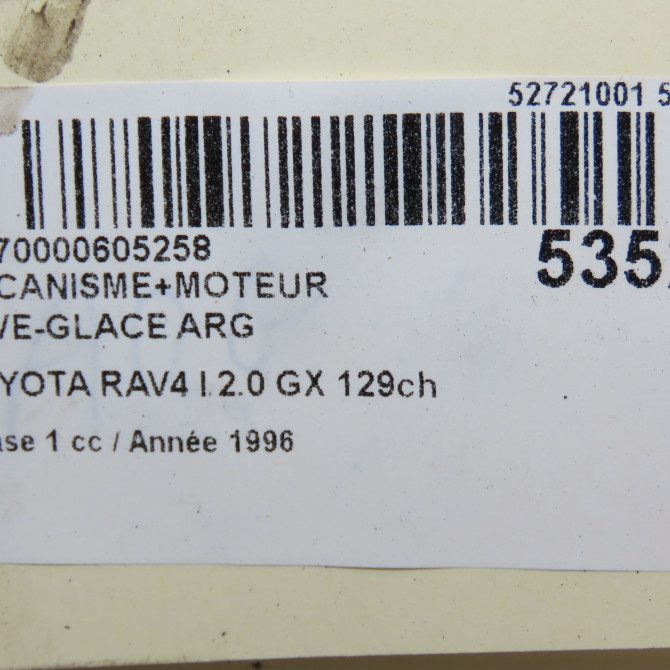 52721001 5
70000605258
535
CANISME+MOTEUR
VE-GLACE ARG
YOTA RAV4 I 2.0 GX 129ch
ase 1 cc / Année 1996